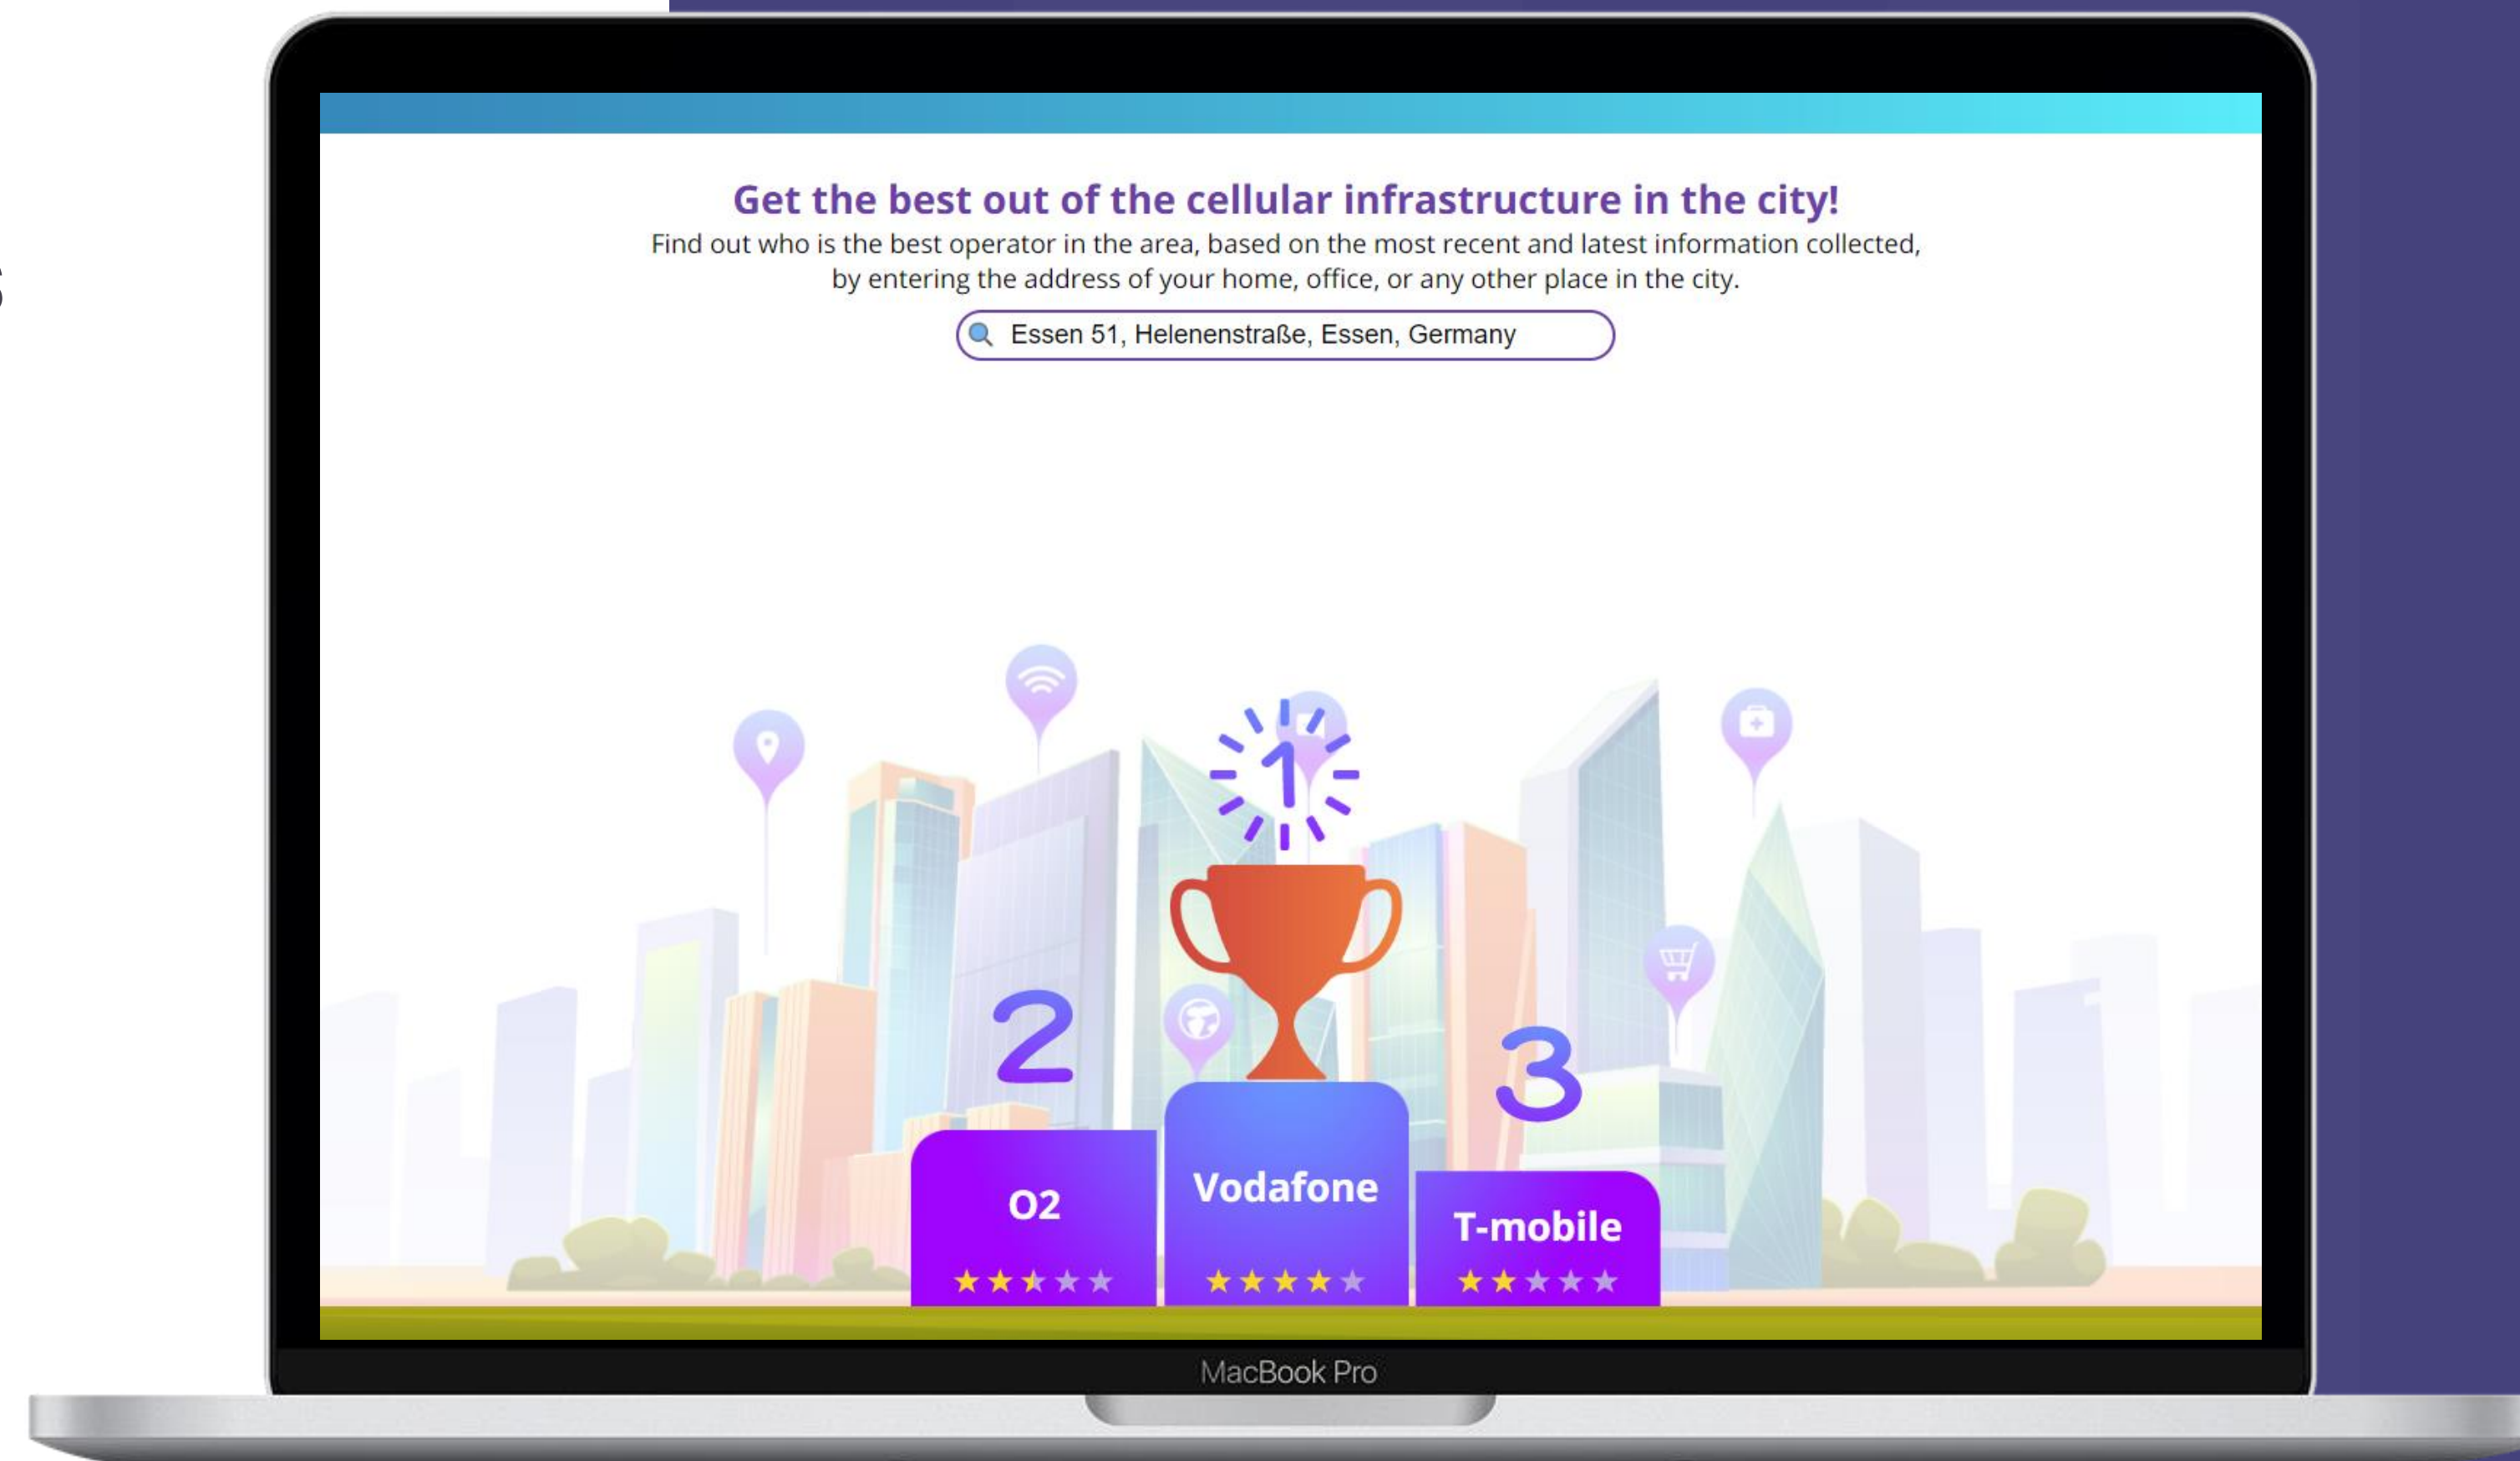 Get the best out of the cellular infrastructure in the city!
Find out who is the best operator in the area, based on the most recent and latest information collected,
by entering the address of your home, office, or any other place in the city.
Essen 51, Helenenstraße, Essen, Germany
1
2
3
O2
Vodafone
T-mobile
MacBook Pro